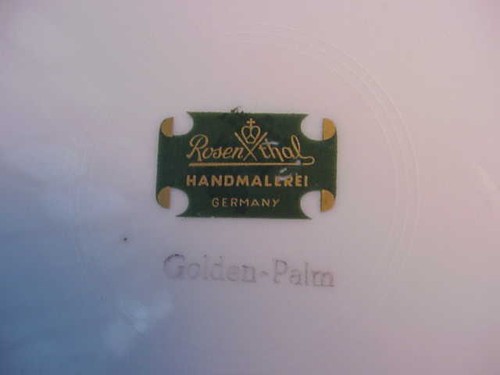 Rosenthal
HANDMALEREI
GERMANY
Golden-Palm